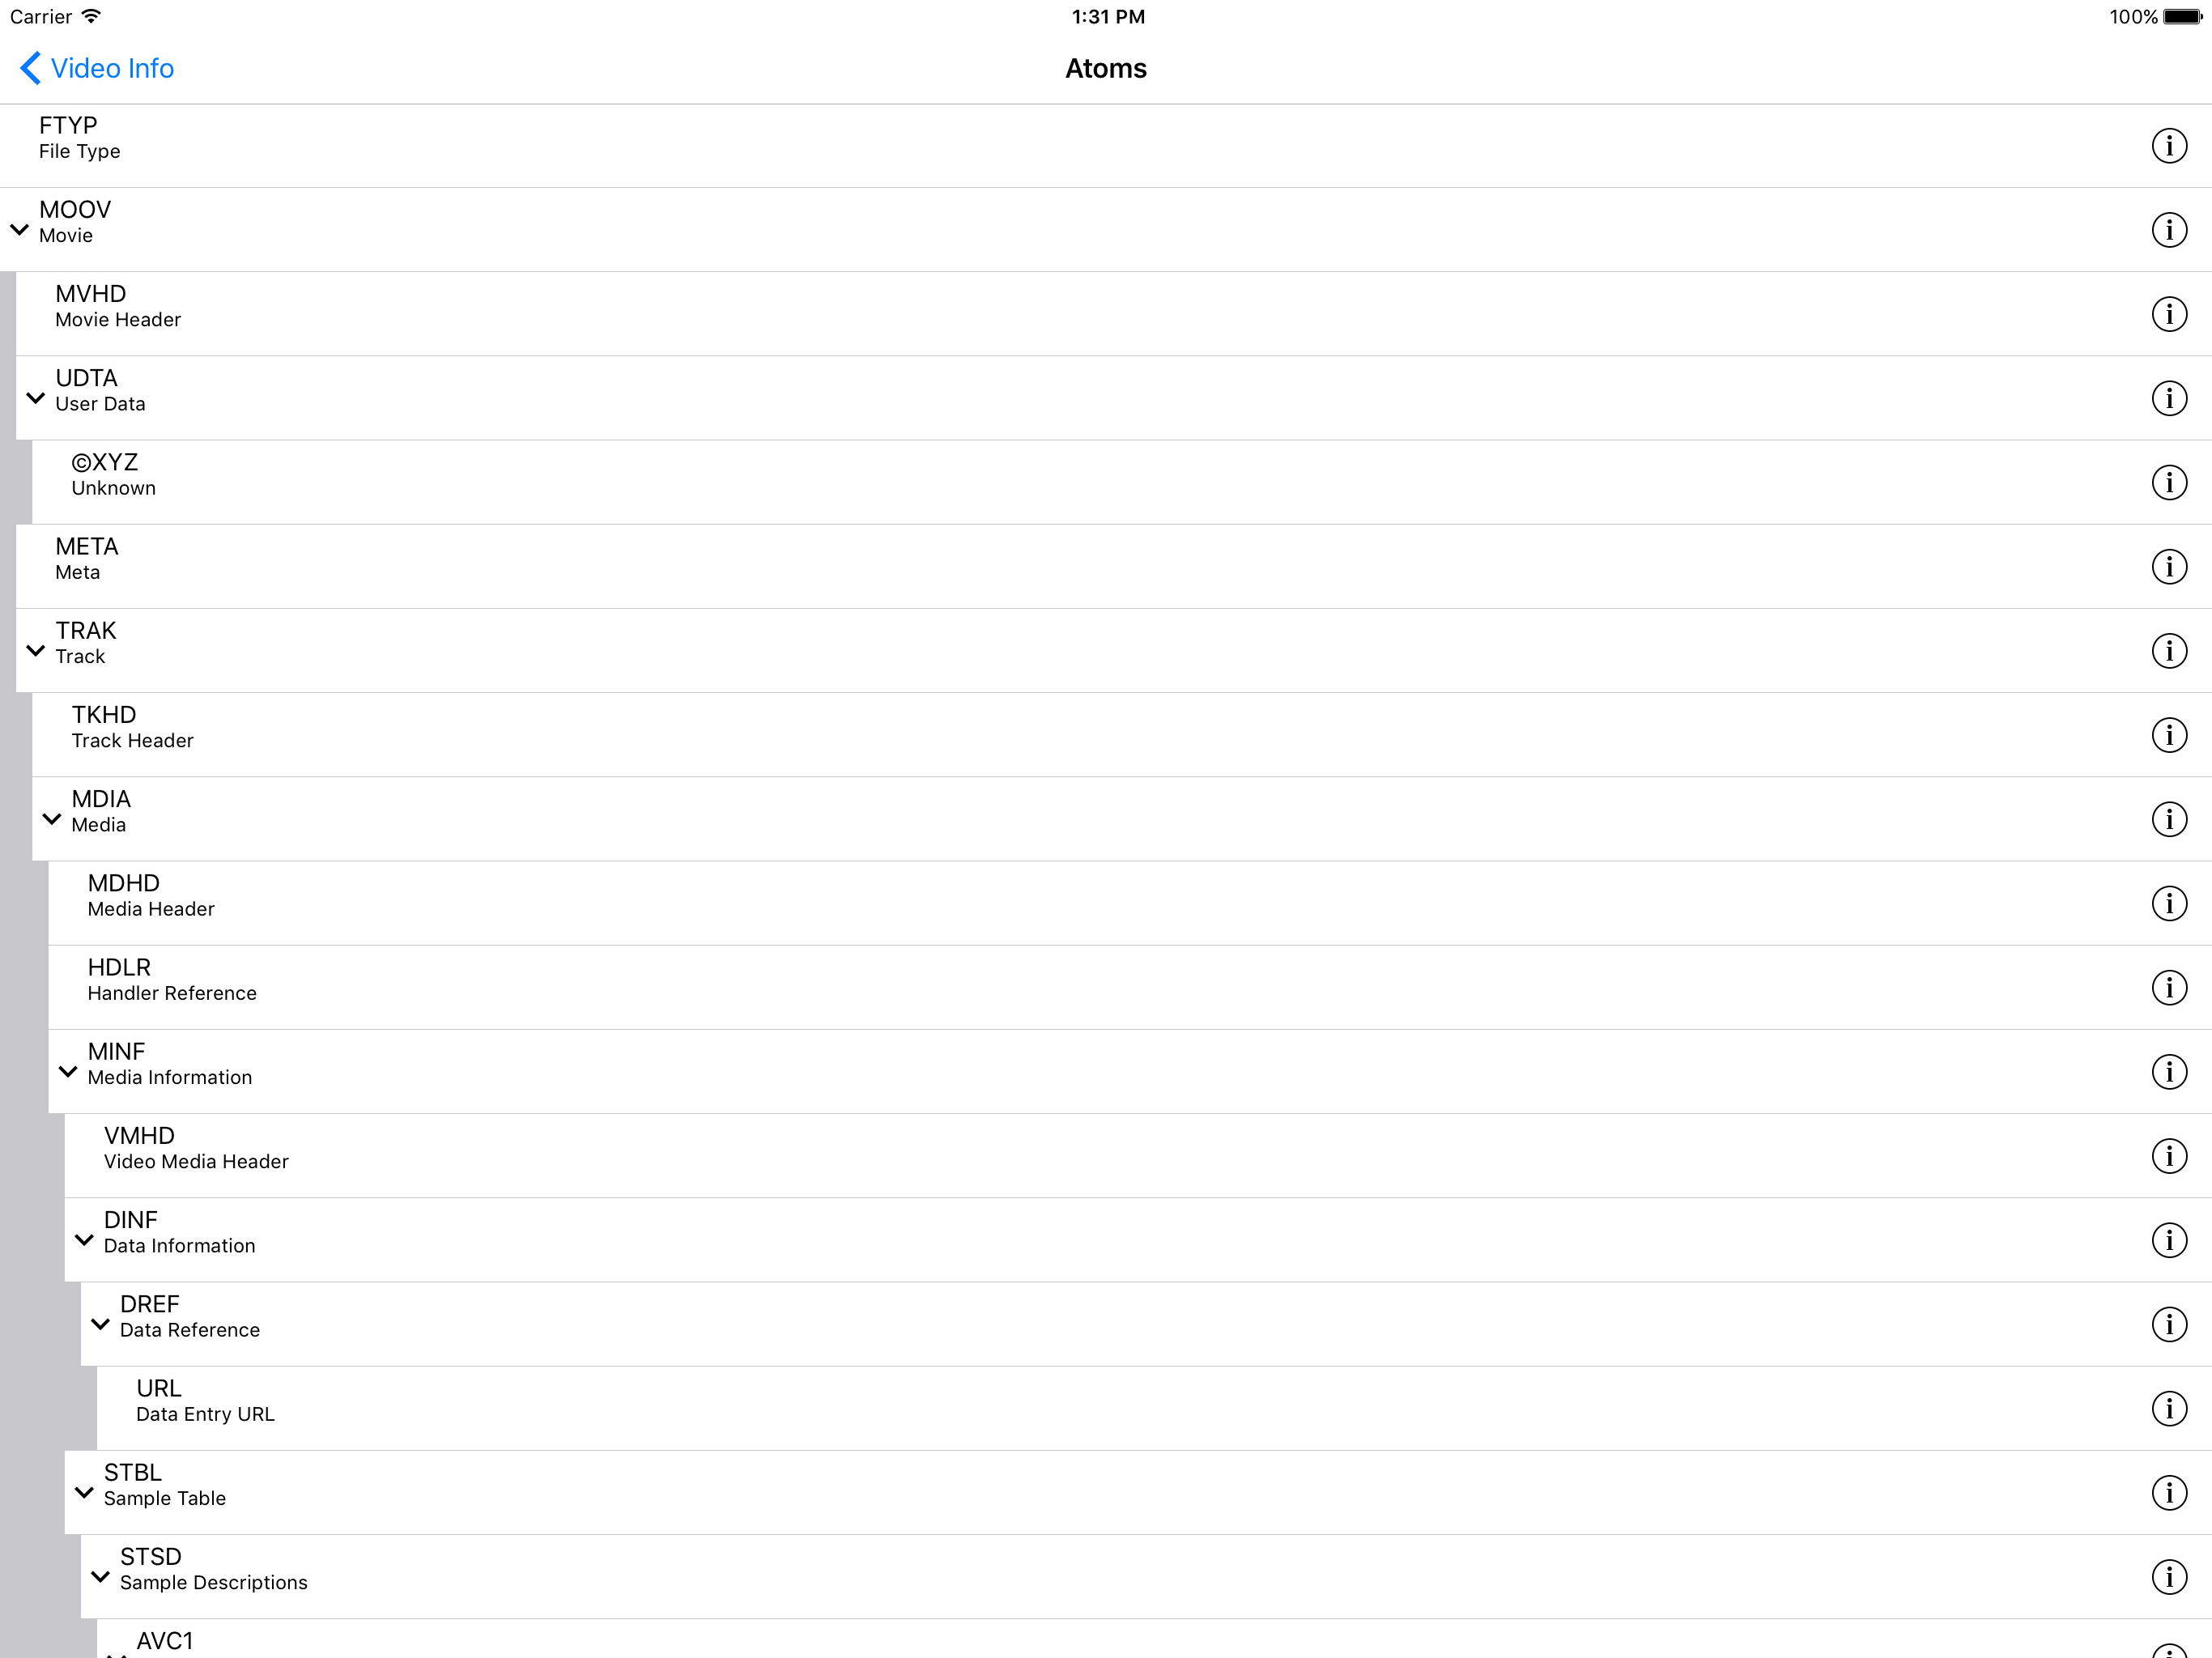 Carrier
1:31 PM
100%
Video Info
Atoms
FTYP
File Type
MOOV
Movie
MVHD
Movie Header
UDTA
User Data
©XYZ
Unknown
META
Meta
TRAK
Track
TKHD
Track Header
MDIA
Media
MDHD
Media Header
HDLR
Handler Reference
MINF
Media Information
VMHD
Video Media Header
DINF
Data Information
DREF
Data Reference
URL
Data Entry URL
STBL
Sample Table
STSD
Sample Descriptions
AVC1